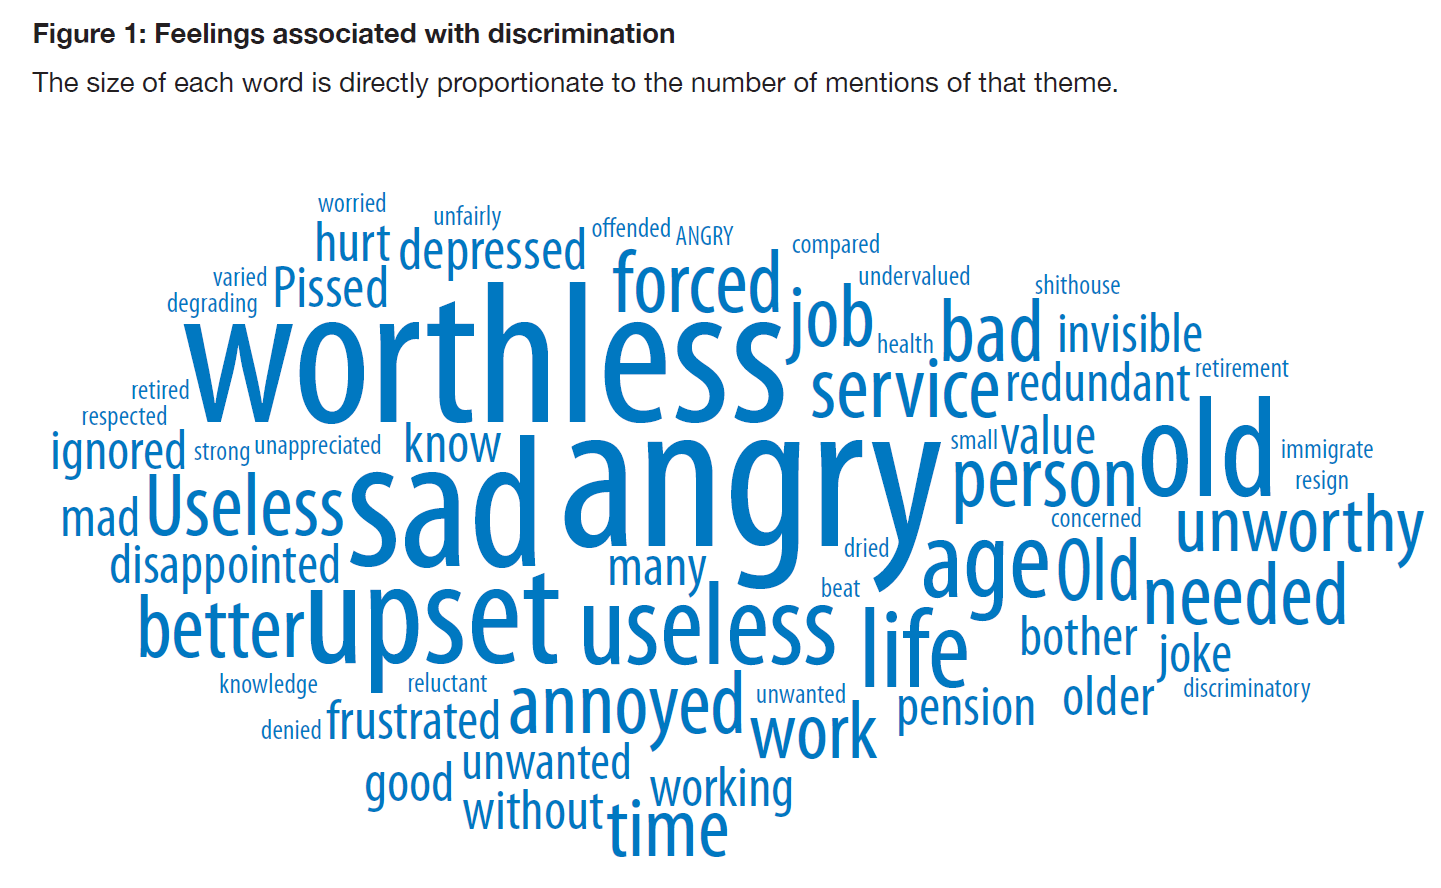 Figure 1: Feelings associated with discrimination
The size of each word is directly proportionate to the number of mentions of that theme.
worried
unfairly
hurt
depressed
offended
ANGRY
compared
varied
Pissed
forced
undervalued
shithouse
degrading
worthless
job
health
bad
invisible
retired
service
redundant
retirement
respected
ignored
strong
unappreciated
know
small
value
old
immigrate
sad
angry
person
resign
mad
Useless
concerned
unworthy
disappointed
many
dried
age
Old
needed
beat
better
upset
useless
life
bother
joke
knowledge
reluctant
annoyed
unwanted
pension
older
discriminatory
denied
frustrated
work
unwanted
good
working
without
time